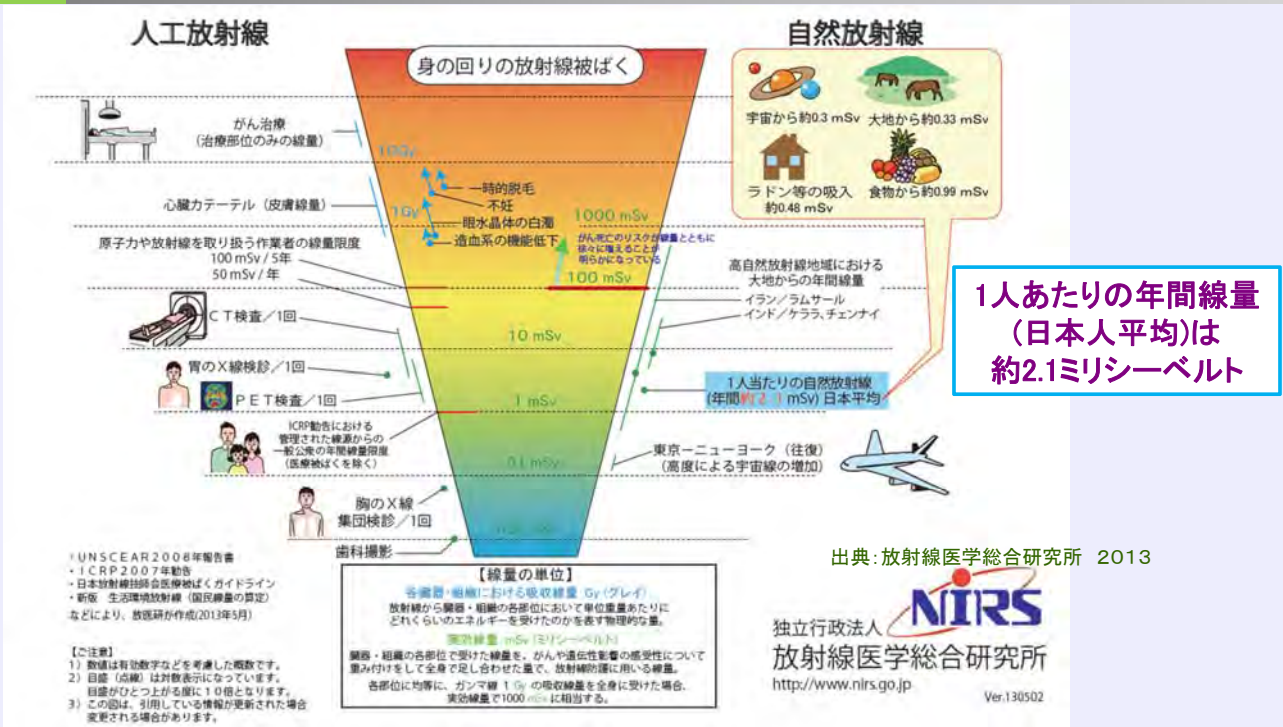 人工放射線
自然放射線
身の回りの放射線被ばく
がん治療
(治療部位のみの線量)
心臓カテーテル(皮膚線量)
原子力や放射線を取り扱う作業者の線量限度
100 mSv / 5年
50 mSv / 年
CT検査/1回
胃のX線検診/1回
PET検査/1回
ICRP勧告における
管理された線源からの
一般公衆の年間線量限度
(医療被ばくを除く)
胸のX線
集団検診/1回
歯科撮影
10Gy
1Gy
一時的脱毛
不妊
眼水晶体の白濁
造血系の機能低下
1000 mSv
がん死亡のリスクが線量とともに
徐々に増えることが
明らかになっている
100 mSv
10 mSv
1 mSv
0.1 mSv
宇宙から約0.3 mSv
大地から約0.33 mSv
ラドン等の吸入
約0.48 mSv
食物から約0.99 mSv
高自然放射線地域における
大地からの年間線量
イラン/ラムサール
インド/ケララ、チェンナイ
1人当たりの自然放射線
(年間約2.1 mSv) 日本平均
東京ーニューヨーク(往復)
(高度による宇宙線の増加)
1人あたりの年間線量
(日本人平均)は
約2.1ミリシーベルト
・UNSCEAR2008年報告書
・ICRP2007年勧告
・日本放射線技師会医療被ばくガイドライン
・新版 生活環境放射線(国民線量の算定)
などにより、放医研が作成(2013年5月)
【ご注意】
1)数値は有効数字などを考慮した概数です。
2)目盛(点線)は対数表示になっています。
目盛がひとつ上がる度に10倍となります。
3)この図は、引用している情報が更新された場合
変更される場合があります。
【線量の単位】
各臓器・組織における吸収線量 Gy (グレイ)
放射線から臓器・組織の各部位において単位重量あたりに
どれくらいのエネルギーを受けたのかを表す物理的な量。
実効線量 mSv (ミリシーベルト)
臓器・組織の各部位で受けた線量を、がんや遺伝性影響の感受性について
重み付けをして全身で足し合わせた量で、放射線防護に用いる線量。
各部位に均等に、ガンマ線 1 Gy の吸収線量を全身に受けた場合、
実効線量で1000 mSv に相当する。
出典:放射線医学総合研究所 2013
NIRS
独立行政法人
放射線医学総合研究所
http://www.nirs.go.jp
Ver.130502